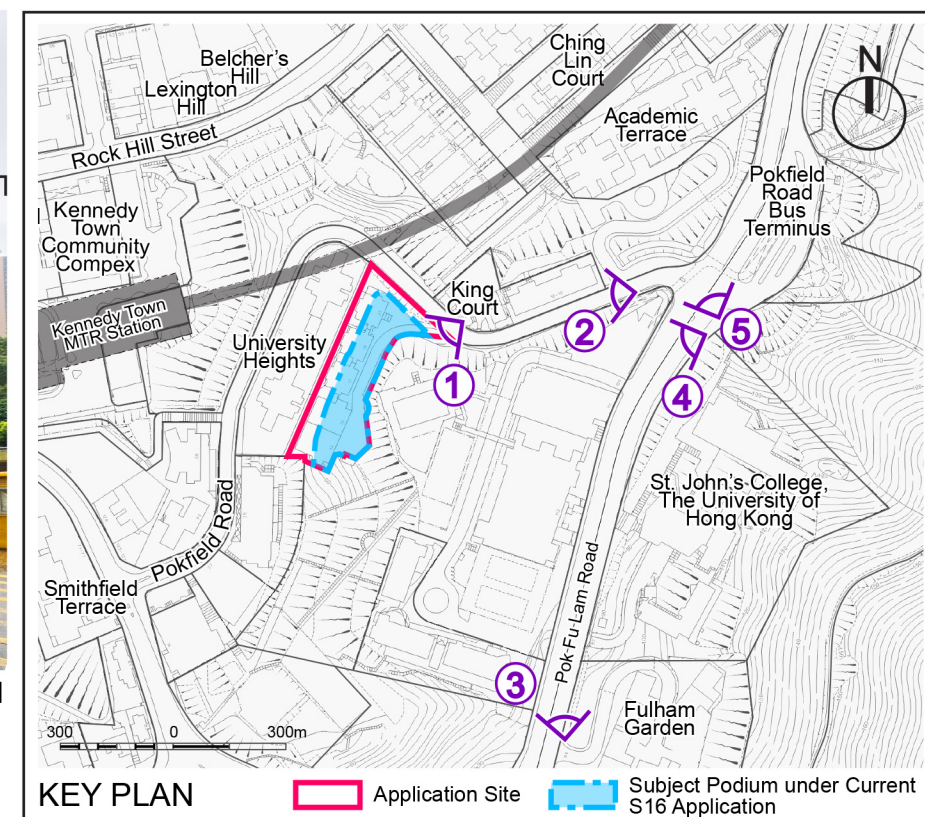 Belcher's
Hill
Lexington
Hill
Rock Hill Street
Ching
Lin
Court
Academic
Terrace
N
Pokfield
Road
Bus
Terminus
Kennedy
Town
Community
Compex
Kennedy Town
MTR Station
University
Heights
King
Court
1
2
5
4
St. John's College,
The University of
Hong Kong
Pokfield Road
Smithfield
Terrace
Pok-Fu-Lam-Road
3
Fulham
Garden
300 0 300m
KEY PLAN
Application Site
Subject Podium under Current
S16 Application